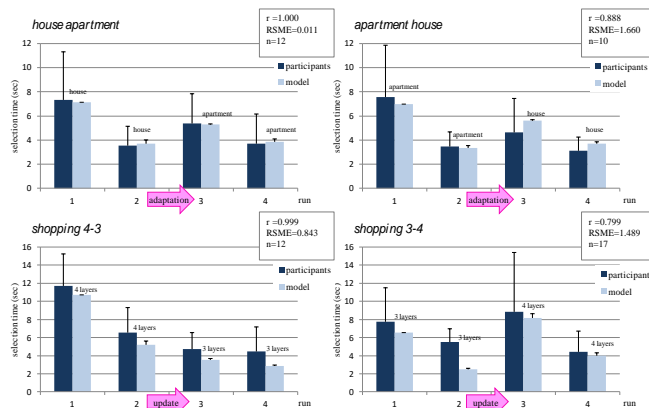 house apartment
r =1.000
RSME=0.011
n=12
selection time (sec)
12
10
8
6
4
2
0
house
house
apartment
apartment
participants
model
1 2 3 4 run
adaptation
apartment house
r =0.888
RSME=1.660
n=10
selection time (sec)
12
10
8
6
4
2
0
apartment
apartment
house
house
participants
model
1 2 3 4 run
adaptation
shopping 4-3
r =0.999
RSME=0.843
n=12
selection time (sec)
16
14
12
10
8
6
4
2
0
4 layers
4 layers
3 layers
3 layers
participants
model
1 2 3 4 run
update
shopping 3-4
r =0.799
RSME=1.489
n=17
selection time (sec)
16
14
12
10
8
6
4
2
0
3 layers
3 layers
4 layers
4 layers
participants
model
1 2 3 4 run
update